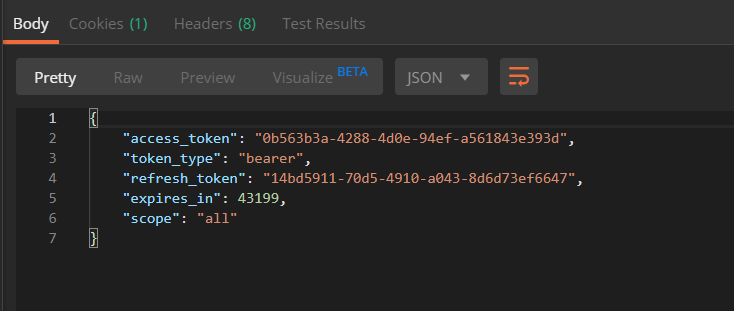 Body Cookies (1) Headers (8) Test Results
Pretty Raw Preview Visualize BETA JSON
1 {
2 "access_token": "0b563b3a-4288-4d0e-94ef-a561843e393d",
3 "token_type": "bearer",
4 "refresh_token": "14bd5911-70d5-4910-a043-8d6d73ef6647",
5 "expires_in": 43199,
6 "scope": "all"
7 }